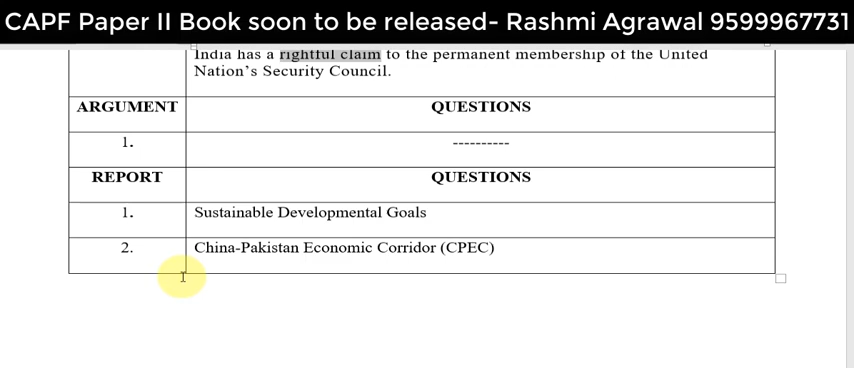 CAPF Paper II Book soon to be released- Rashmi Agrawal 9599967731
India has a rightful claim to the permanent membership of the United
Nation's Security Council.
ARGUMENT QUESTIONS
1. ----------
REPORT QUESTIONS
1. Sustainable Developmental Goals
2. China-Pakistan Economic Corridor (CPEC)